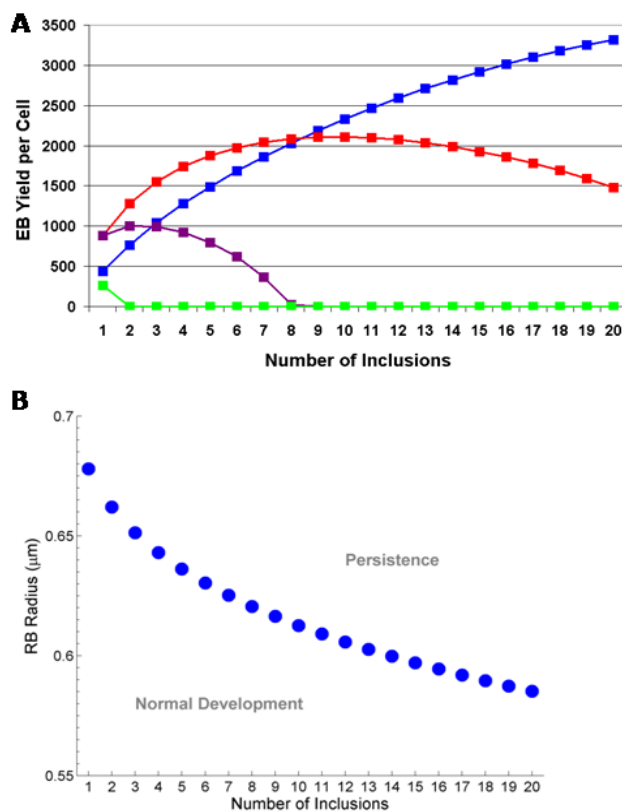 A
3500
3000
2500
2000
1500
1000
500
0
EB Yield per Cell
1 2 3 4 5 6 7 8 9 10 11 12 13 14 15 16 17 18 19 20
Number of Inclusions
B
0.7
0.65
0.6
0.55
RB Radius (μm)
Persistence
Normal Development
1 2 3 4 5 6 7 8 9 10 11 12 13 14 15 16 17 18 19 20
Number of Inclusions